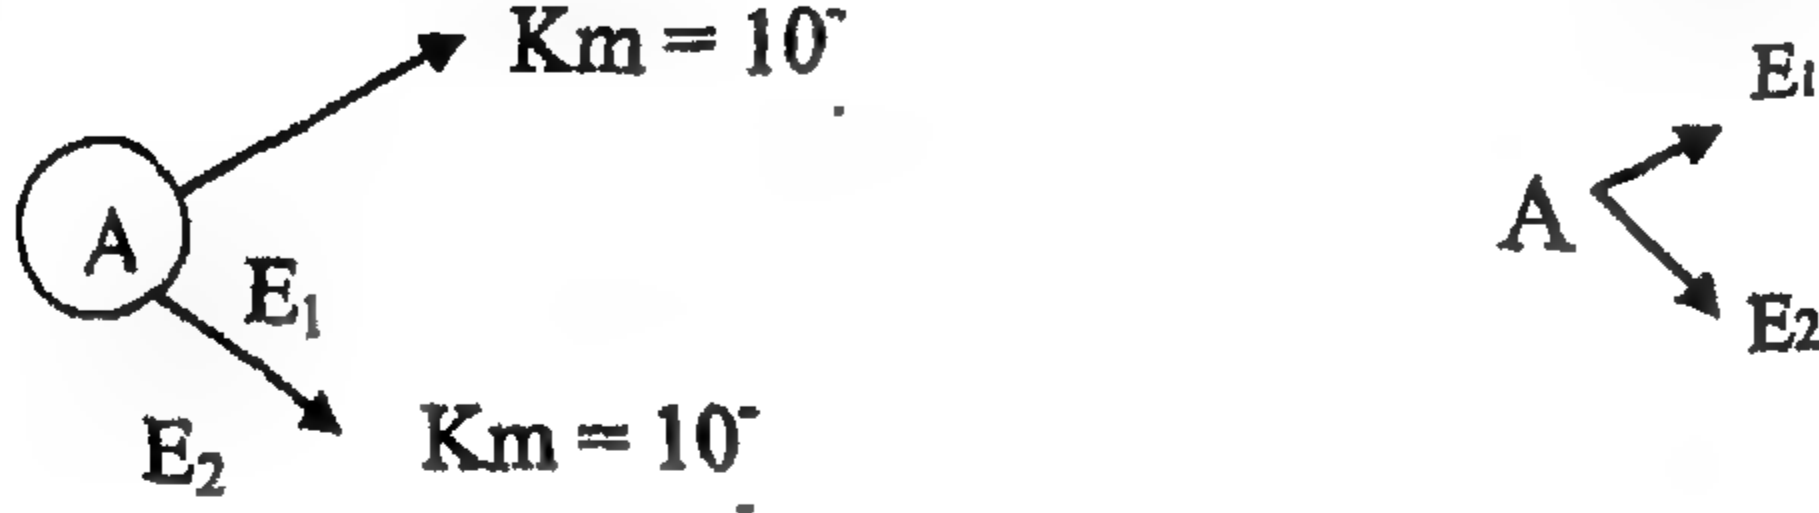 Km = 10⁻
E₁
A
A
E₁
E₂
E₂
Km = 10⁻